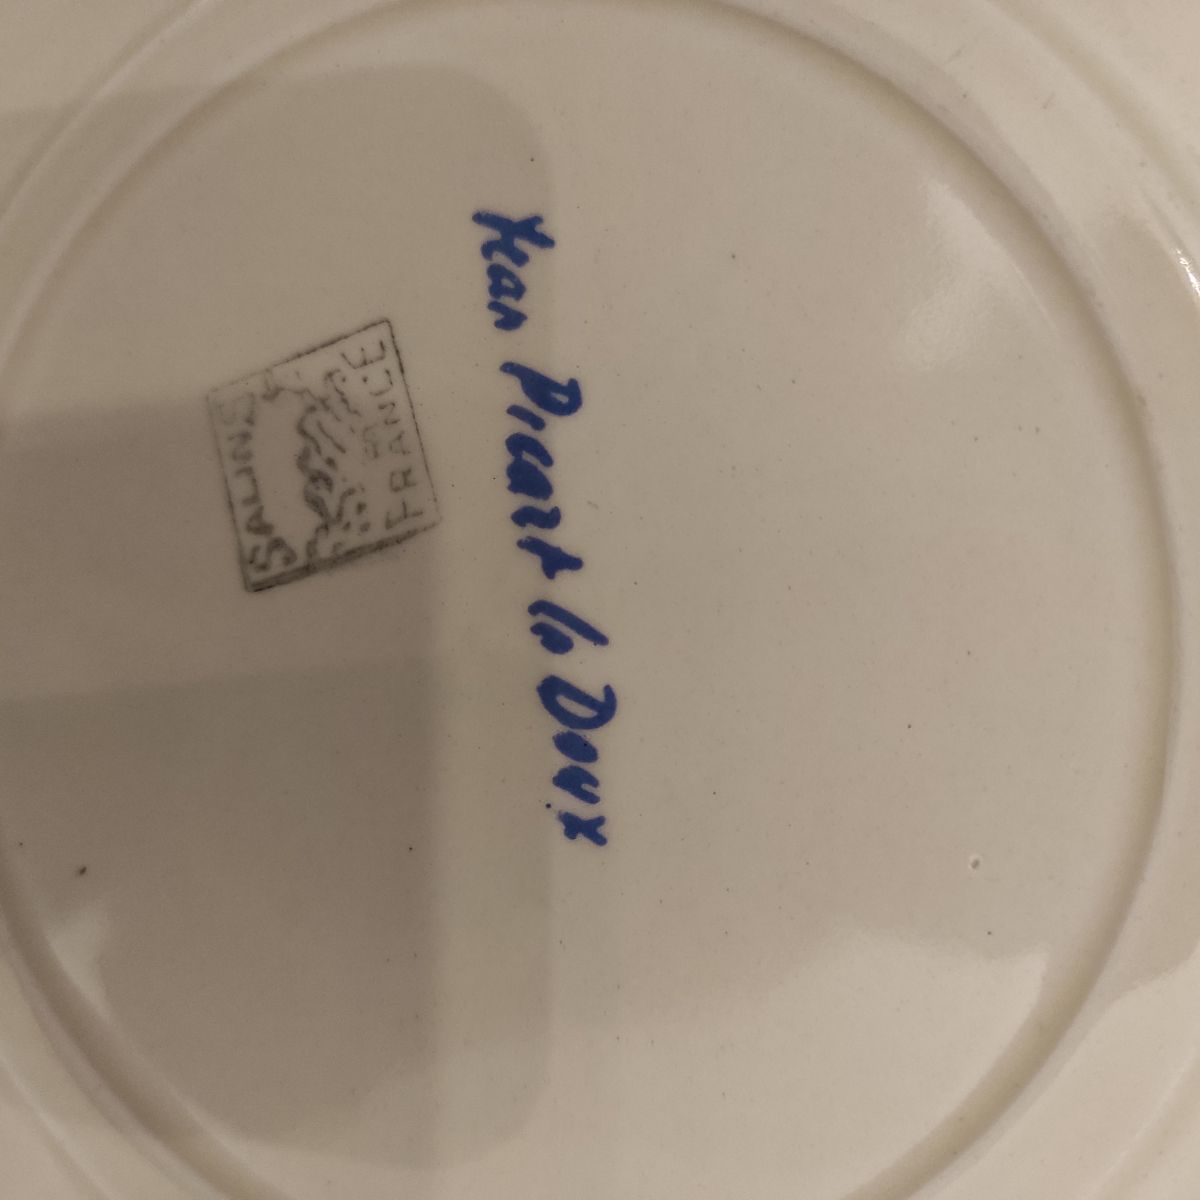 Jean Picart le Doux
SALINS
FRANCE